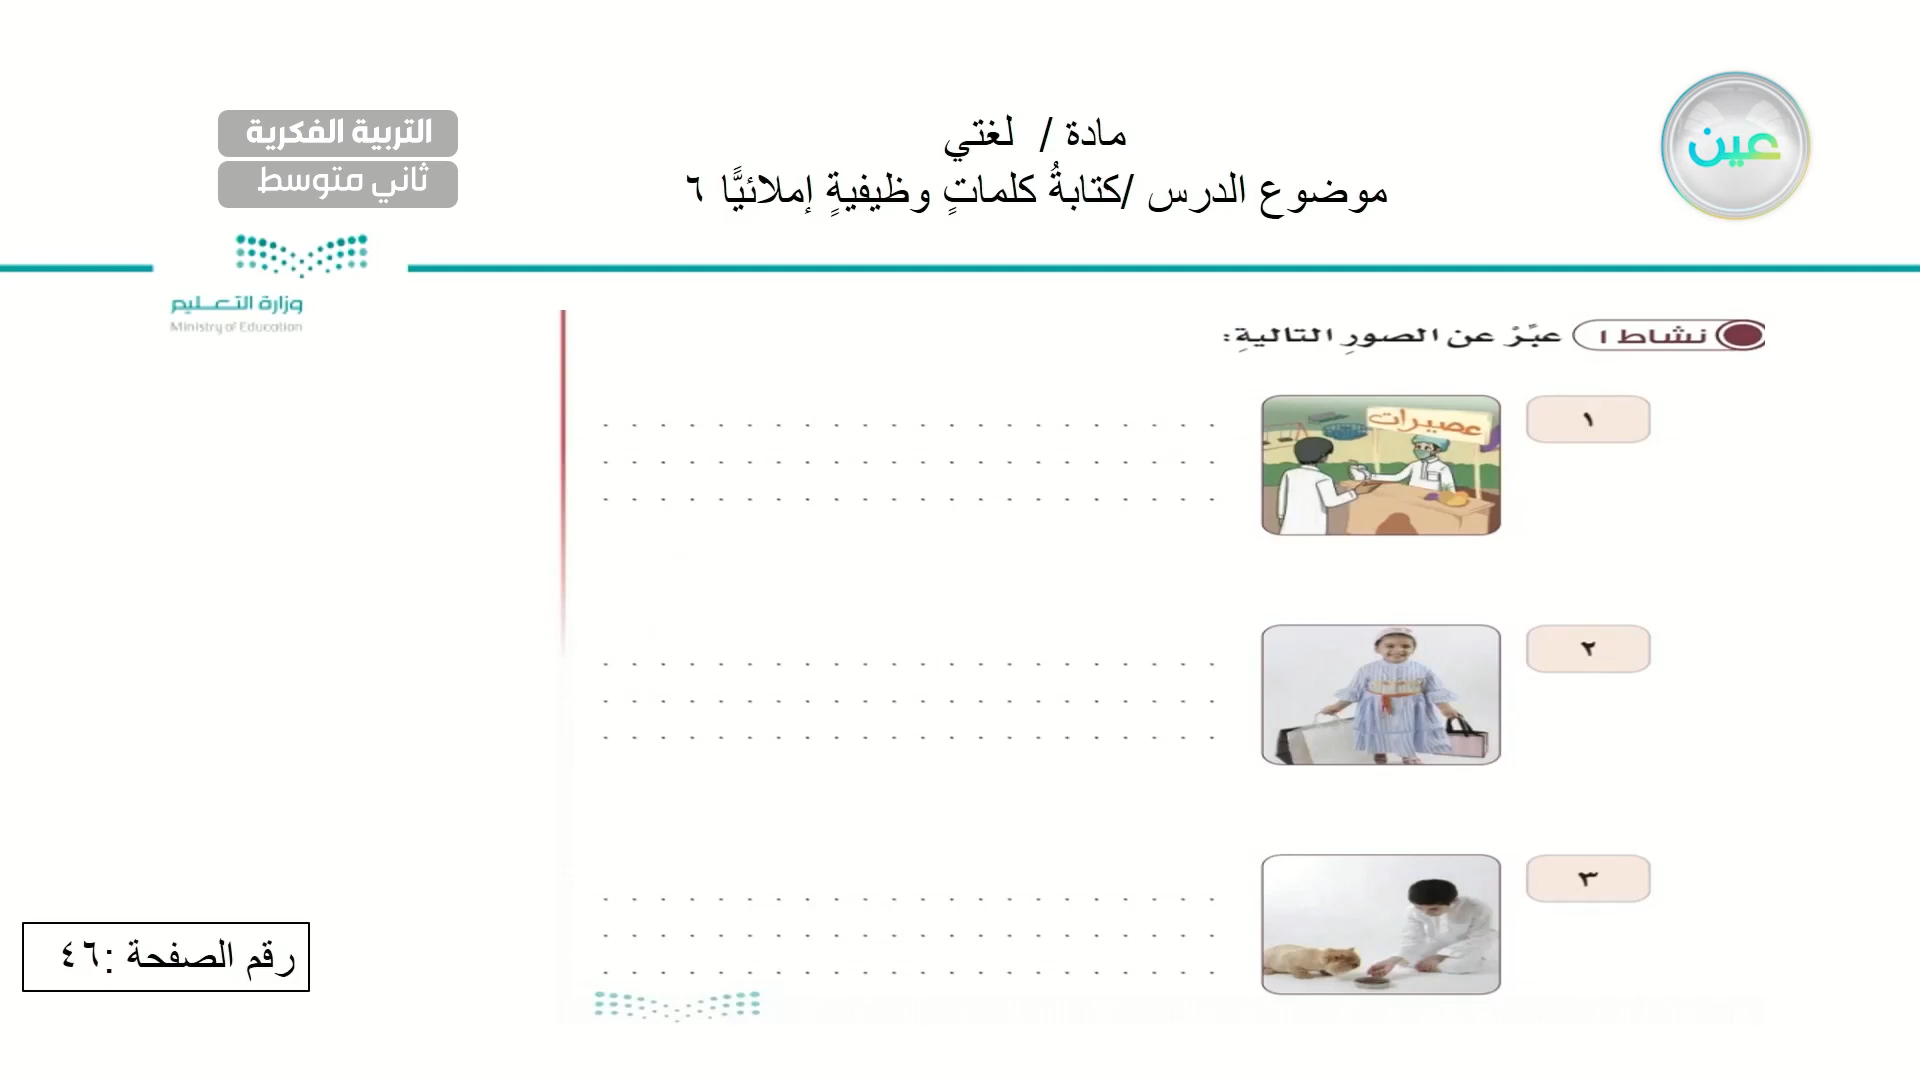 عين
مادة / لغتي
موضوع الدرس /كتابةُ كلماتٍ وظيفيةٍ إملائيًّا ٦
التربية الفكرية
ثاني متوسط
وزارة التعليم
Ministry of Education
نشاط ١ عبِّرْ عن الصورِ التاليةِ:
١
عصيرات
٢
٣
رقم الصفحة :٤٦